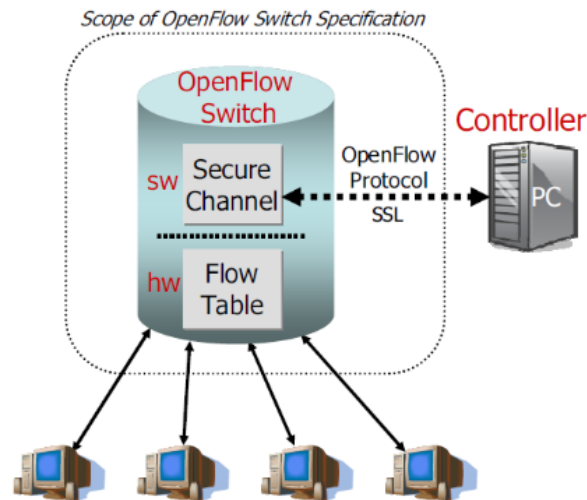 Scope of OpenFlow Switch Specification
OpenFlow
Switch
Controller
sw
Secure
Channel
OpenFlow
Protocol
SSL
PC
hw
Flow
Table